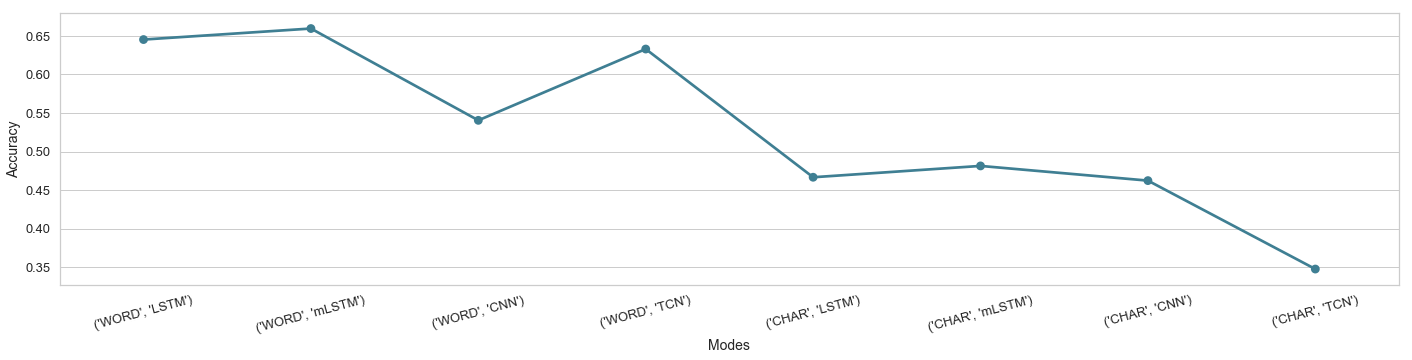 Accuracy
0.65
0.60
0.55
0.50
0.45
0.40
0.35
('WORD', 'LSTM')
('WORD', 'mLSTM')
('WORD', 'CNN')
('WORD', 'TCN')
('CHAR', 'LSTM')
('CHAR', 'mLSTM')
('CHAR', 'CNN')
('CHAR', 'TCN')
Modes